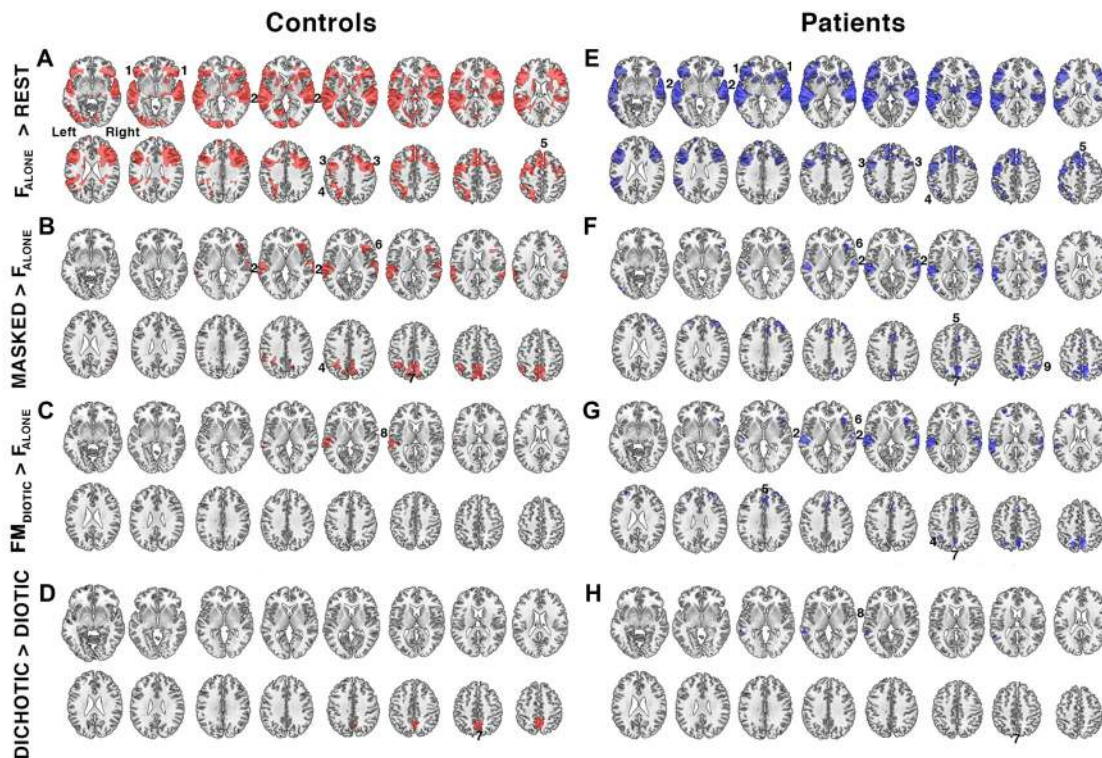 Controls
Patients
A
E
F_ALONE > REST
1 1
2 2
Left Right
3 3
4
5
2 2
1 1
3 3
4
5
B
F
MASKED > F_ALONE
2 2
6
4
7
6
2 2
5
7
9
C
G
FM_DIOTIC > F_ALONE
8
6
2 2
5
4
7
D
H
DICHOTIC > DIOTIC
7
8
7